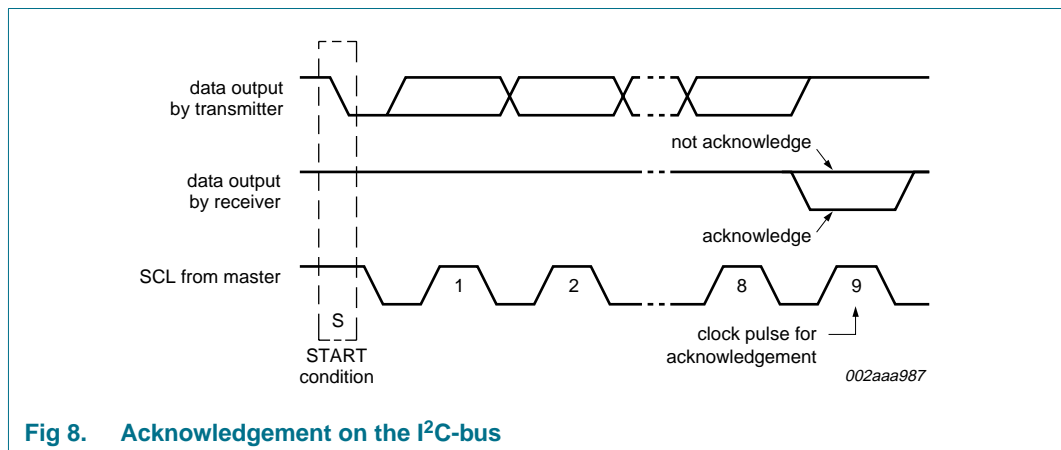 data output
by transmitter
not acknowledge
data output
by receiver
acknowledge
SCL from master
1
2
8
9
S
START
condition
clock pulse for
acknowledgement
002aaa987
Fig 8. Acknowledgement on the I²C-bus